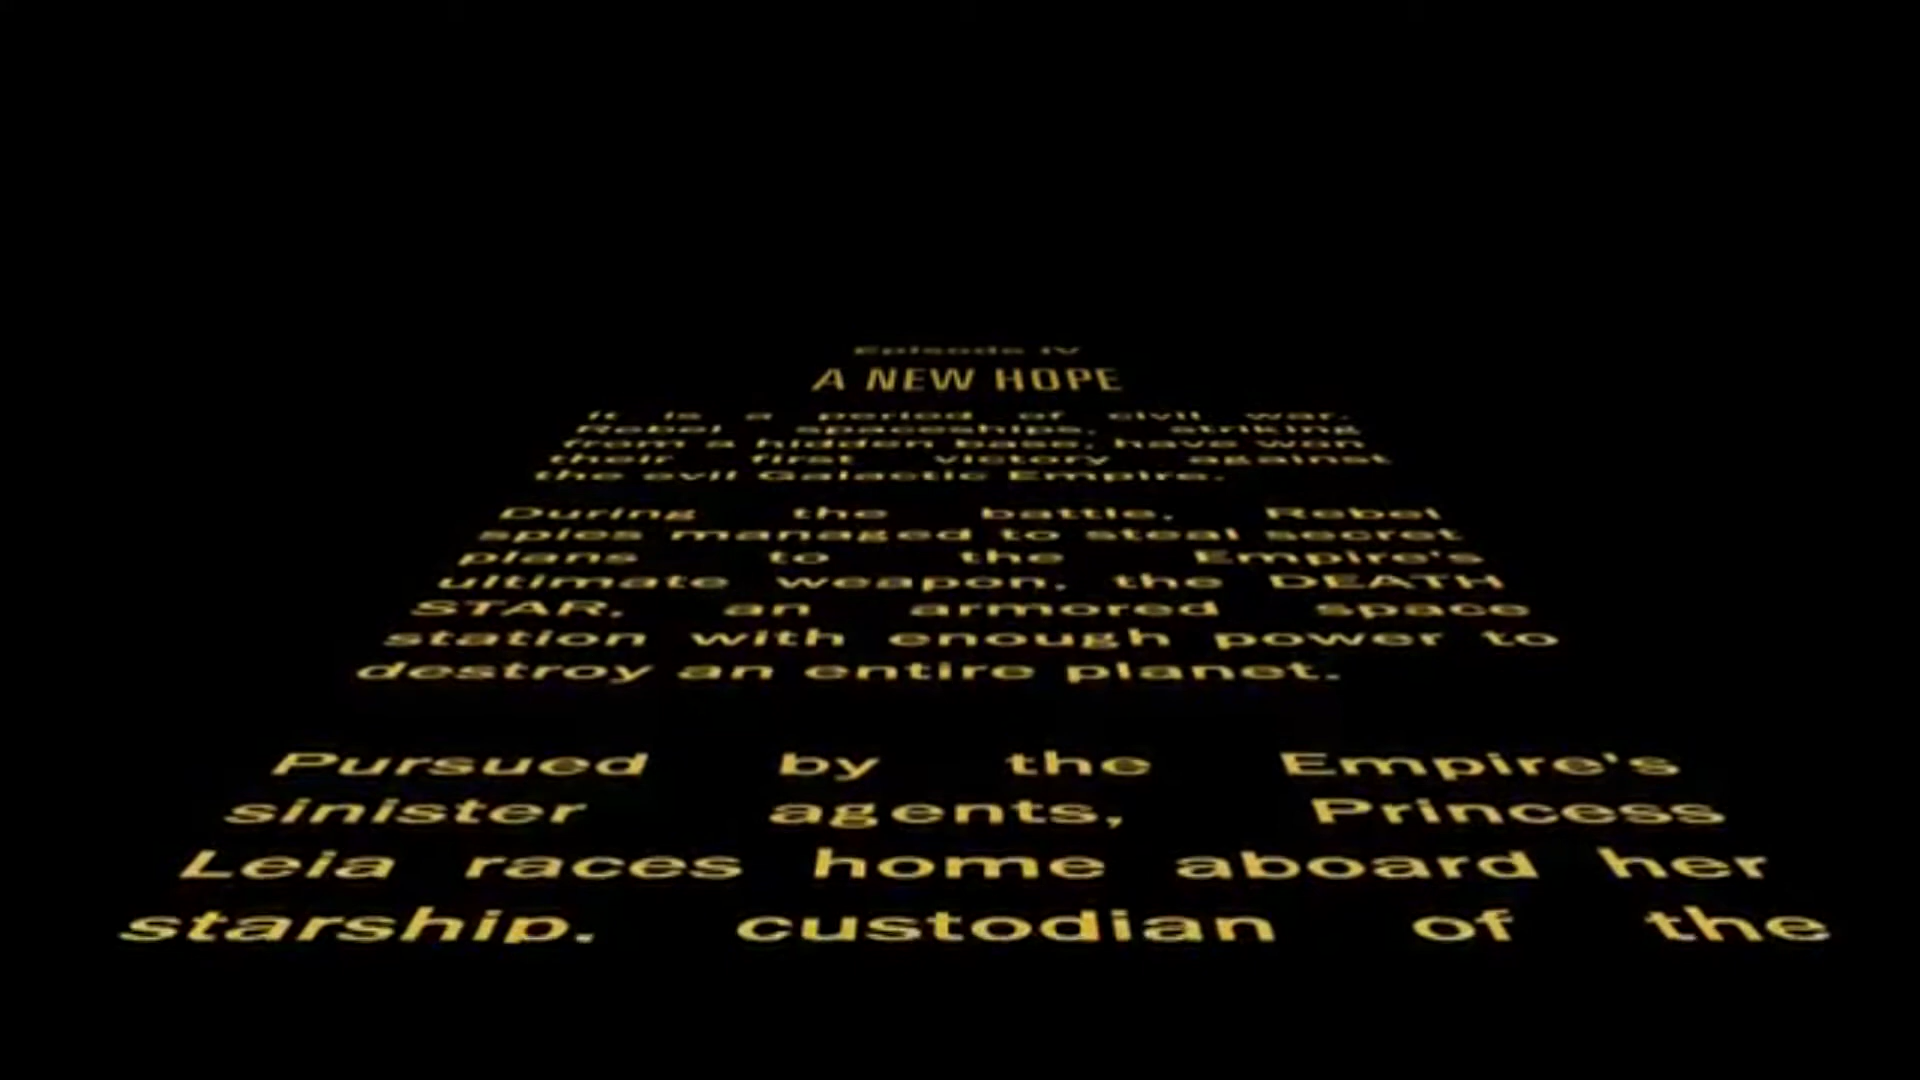 Episode IV
A NEW HOPE
It is a period of civil war.
Rebel spaceships, striking
from a hidden base, have won
their first victory against
the evil Galactic Empire.
During the battle, Rebel
spies managed to steal secret
plans to the Empire's
ultimate weapon, the DEATH
STAR, an armored space
station with enough power to
destroy an entire planet.
Pursued by the Empire's
sinister agents, Princess
Leia races home aboard her
starship, custodian of the